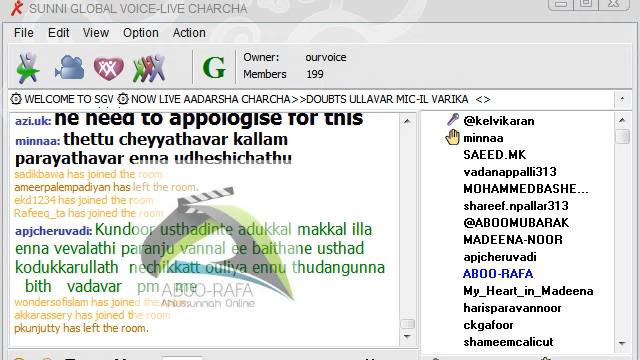 SUNNI GLOBAL VOICE-LIVE CHARCHA
File Edit View Option Action
Owner: ourvoice
Members 199
G
WELCOME TO SGV NOW LIVE AADARSHA CHARCHA>>DOUBTS ULLAVAR MIC-IL VARIKA <>
azi.uk: he need to appologise for this
minnaa: thettu cheyyathavar kallam
parayathavar enna udheshichathu
sadikbawa has joined the room
ameerpalempadiyan has left the room.
ekd1234 has joined the room
Rafeeq_ta has joined the room
apjcheruvadi: Kundoor usthadinte adukkal makkal illa
enna vevalathi paranju vannal ee baithane usthad
kodukkarullath nechikkatt ouliya ennu thudangunna
bith vadavar pm me
wondersofislam has joined the room
akkarassery has joined the room
pkunjutty has left the room.
ABOO-RAFA
Ahlussunnah Online
@kelvikaran
minnaa
SAEED.MK
vadanappalli313
MOHAMMEDBASHE...
shareef.npallar313
@ABOOMUBARAK
MADEENA-NOOR
apjcheruvadi
ABOO-RAFA
My_Heart_in_Madeena
harisparavannoor
ckgafoor
shameemcalicut